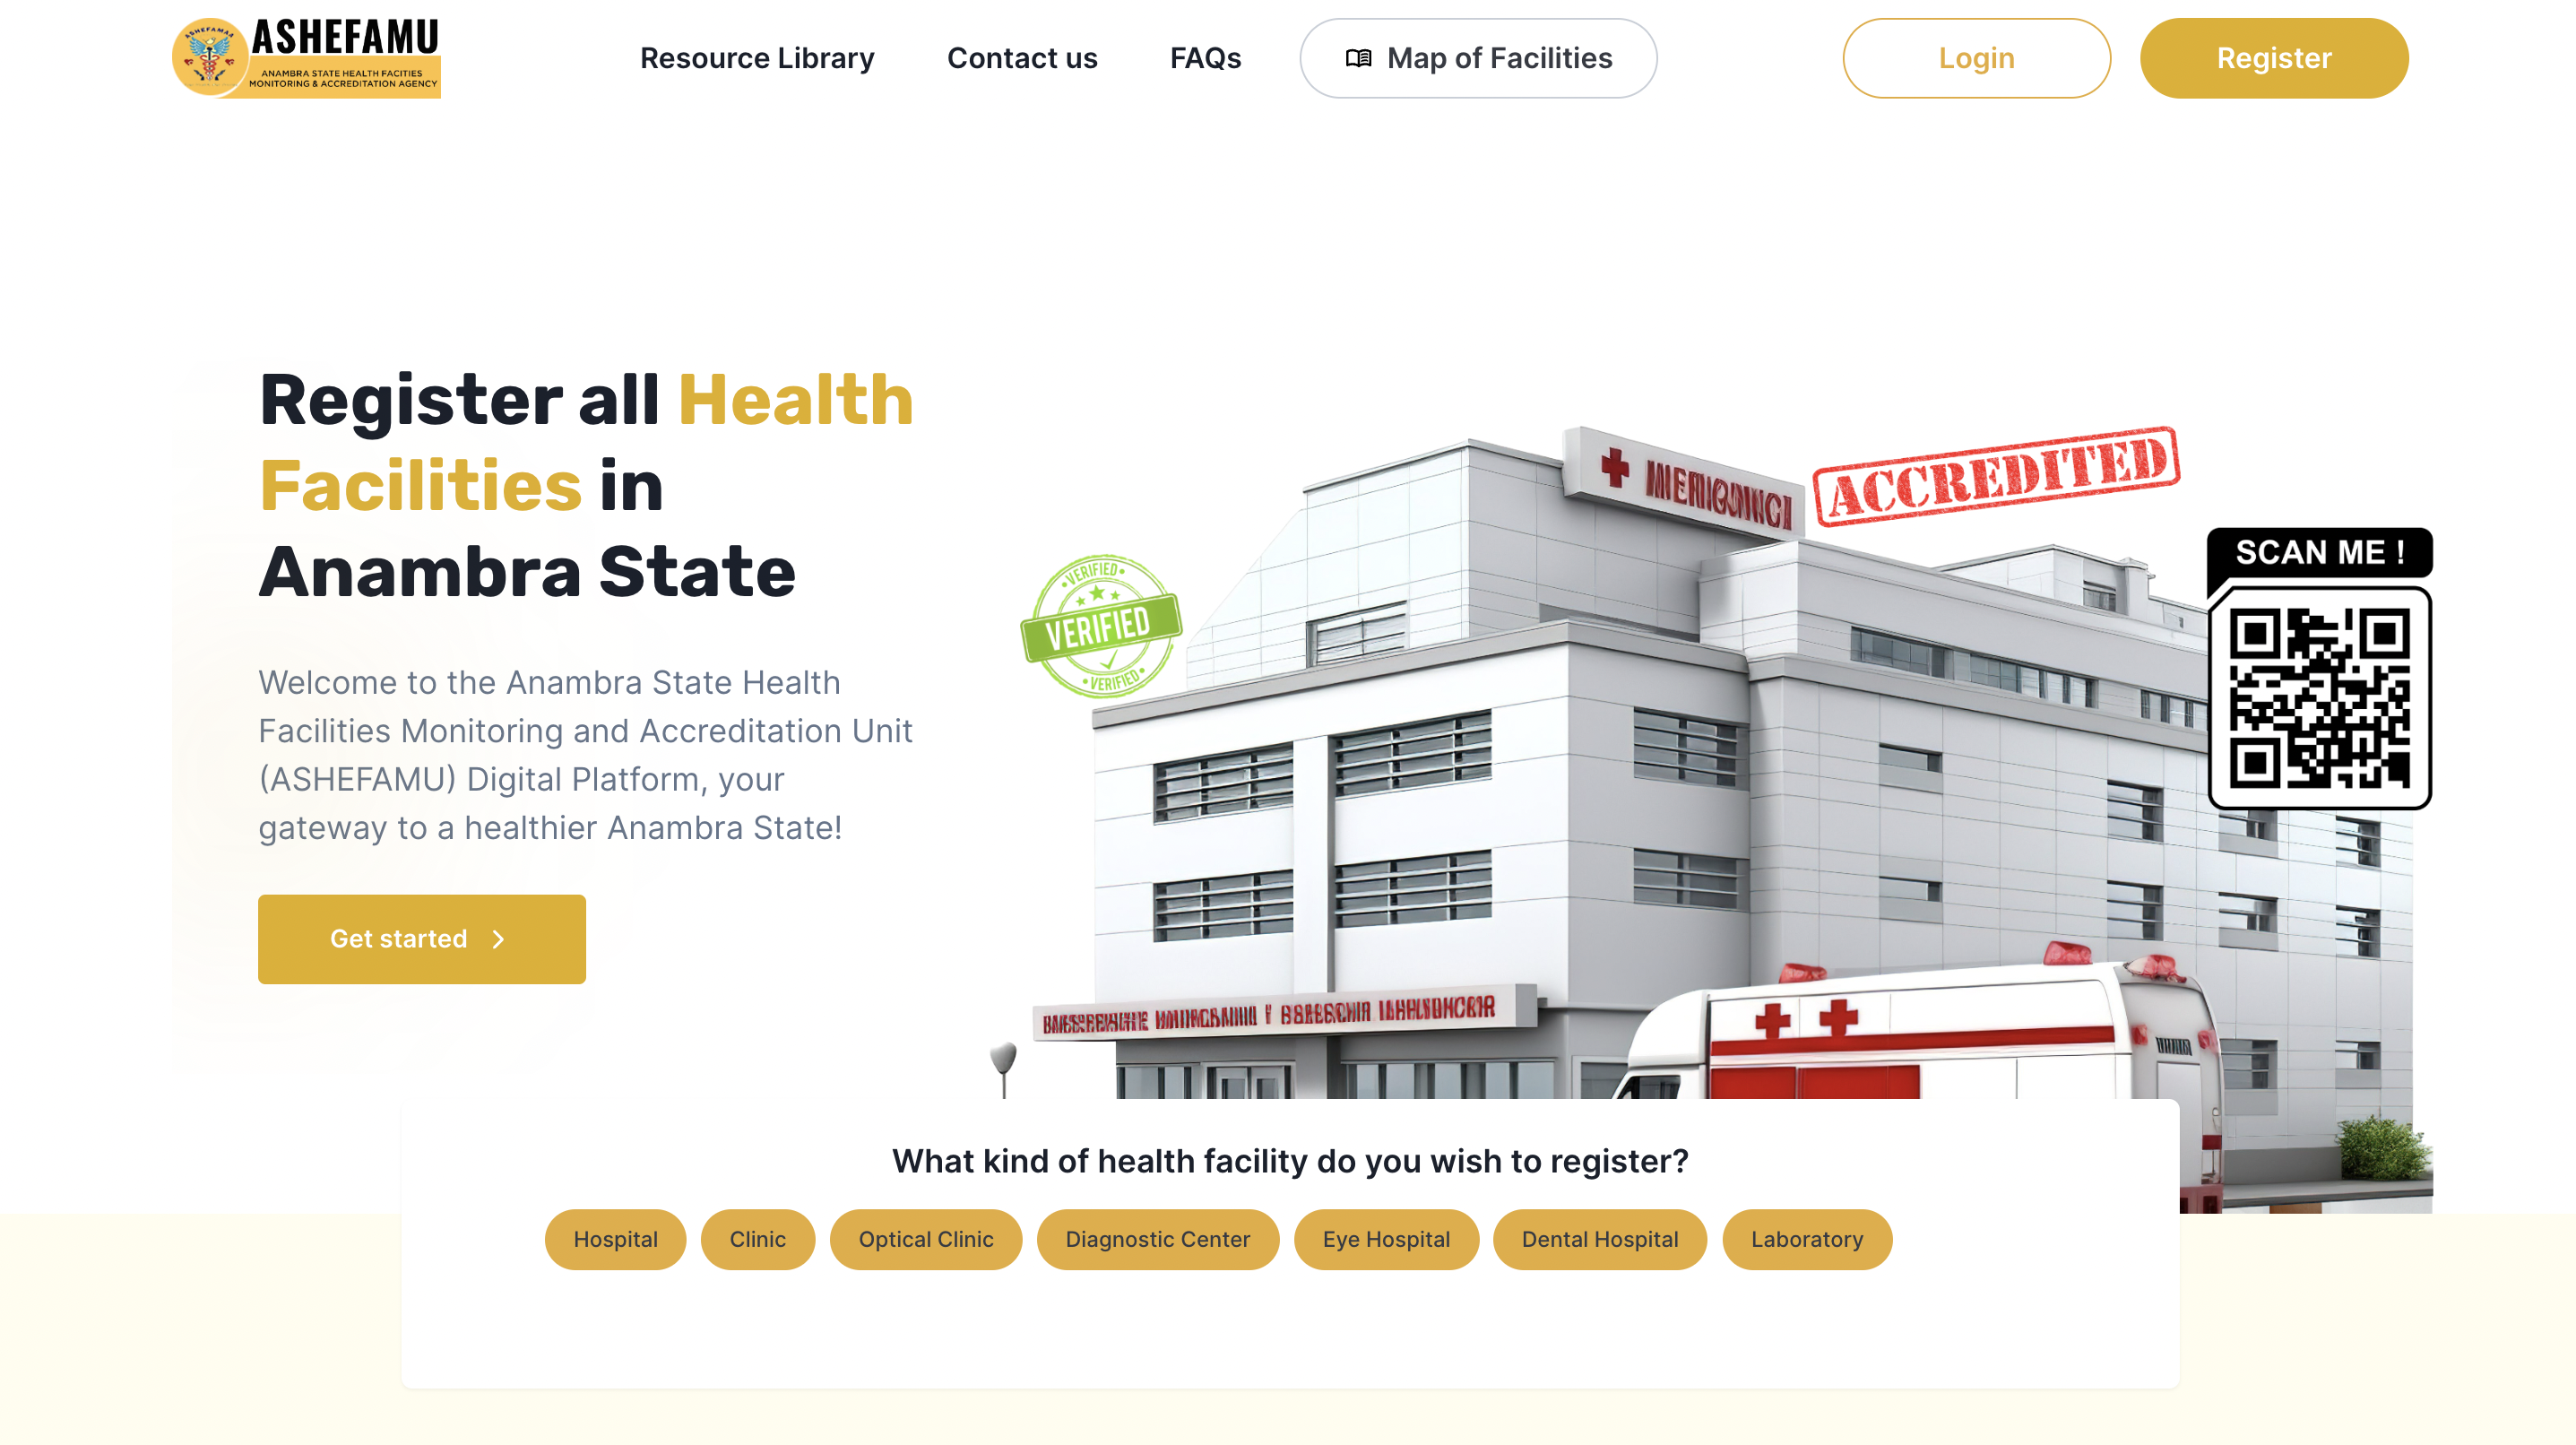 ASHEFAMU
ANAMBRA STATE HEALTH FACITIES
MONITORING & ACCREDITATION AGENCY
Resource Library
Contact us
FAQs
Map of Facilities
Login
Register
Register all Health
Facilities in
Anambra State
Welcome to the Anambra State Health
Facilities Monitoring and Accreditation Unit
(ASHEFAMU) Digital Platform, your
gateway to a healthier Anambra State!
Get started
ACCREDITED
SCAN ME !
VERIFIED
VERIFIED
VERIFIED
What kind of health facility do you wish to register?
Hospital
Clinic
Optical Clinic
Diagnostic Center
Eye Hospital
Dental Hospital
Laboratory